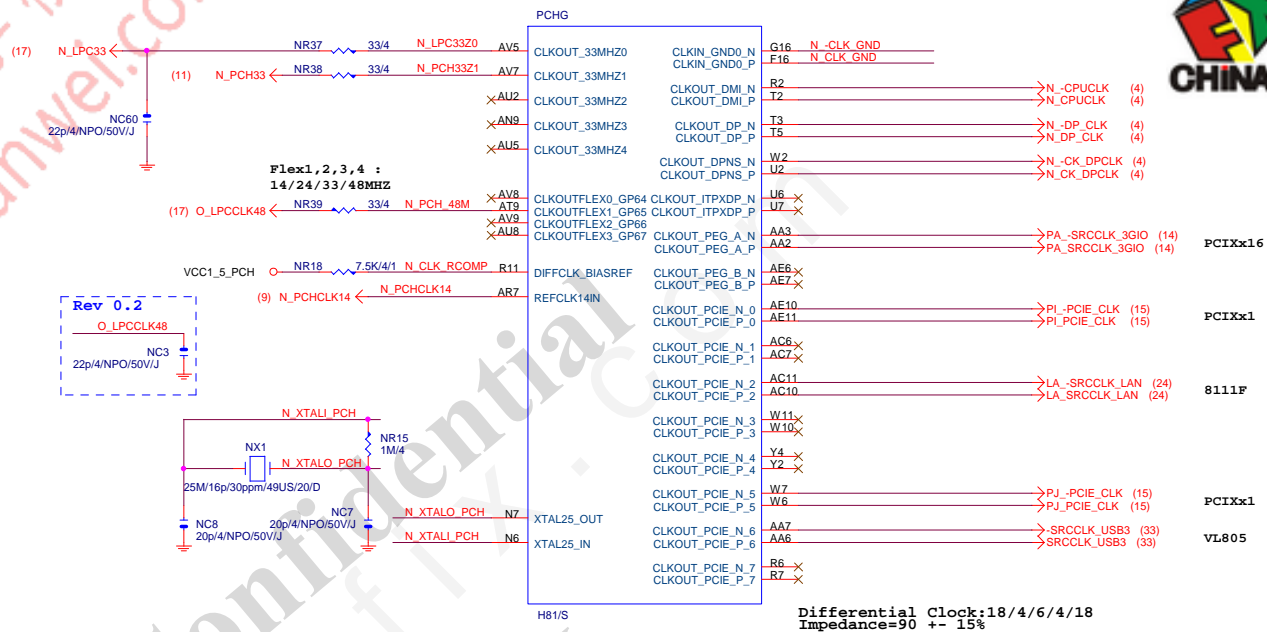 PCHG
(17) N_LPC33 NR37 33/4 N_LPC33Z0 AV5 CLKOUT_33MHZ0
(11) N_PCH33 NR38 33/4 N_PCH33Z1 AV7 CLKOUT_33MHZ1
AU2 CLKOUT_33MHZ2
NC60 AN9 CLKOUT_33MHZ3
22p/4/NPO/50V/J
AU5 CLKOUT_33MHZ4
Flex1,2,3,4 :
14/24/33/48MHZ
AV8 CLKOUTFLEX0_GP64
(17) O_LPCCLK48 NR39 33/4 N_PCH_48M AT9 CLKOUTFLEX1_GP65
AV9 CLKOUTFLEX2_GP66
AU8 CLKOUTFLEX3_GP67
VCC1_5_PCH NR18 7.5K/4/1 N_CLK_RCOMP R11 DIFFCLK_BIASREF
(9) N_PCHCLK14 N_PCHCLK14 AR7 REFCLK14IN
Rev 0.2
O_LPCCLK48
NC3
22p/4/NPO/50V/J
N_XTALI_PCH
NR15
1M/4
NX1
N_XTALO_PCH
25M/16p/30ppm/49US/20/D
NC8
20p/4/NPO/50V/J
NC7
20p/4/NPO/50V/J
N_XTALO_PCH N7 XTAL25_OUT
N_XTALI_PCH N6 XTAL25_IN
CLKIN_GND0_N G16 N_-CLK_GND
CLKIN_GND0_P F16 N_CLK_GND
CLKOUT_DMI_N R2 N_-CPUCLK (4)
CLKOUT_DMI_P T2 N_CPUCLK (4)
CLKOUT_DP_N T3 N_-DP_CLK (4)
CLKOUT_DP_P T5 N_DP_CLK (4)
CLKOUT_DPNS_N W2 N_-CK_DPCLK (4)
CLKOUT_DPNS_P U2 N_CK_DPCLK (4)
CLKOUT_ITPXDP_N U6
CLKOUT_ITPXDP_P U7
CLKOUT_PEG_A_N AA3 PA_-SRCCLK_3GIO (14)
CLKOUT_PEG_A_P AA2 PA_SRCCLK_3GIO (14)
PCIXx16
CLKOUT_PEG_B_N AE6
CLKOUT_PEG_B_P AE7
CLKOUT_PCIE_N_0 AE10 PI_-PCIE_CLK (15)
CLKOUT_PCIE_P_0 AE11 PI_PCIE_CLK (15)
PCIXx1
CLKOUT_PCIE_N_1 AC6
CLKOUT_PCIE_P_1 AC7
CLKOUT_PCIE_N_2 AC11 LA_-SRCCLK_LAN (24)
CLKOUT_PCIE_P_2 AC10 LA_SRCCLK_LAN (24)
8111F
CLKOUT_PCIE_N_3 W11
CLKOUT_PCIE_P_3 W10
CLKOUT_PCIE_N_4 Y4
CLKOUT_PCIE_P_4 Y2
CLKOUT_PCIE_N_5 W7 PJ_-PCIE_CLK (15)
CLKOUT_PCIE_P_5 W6 PJ_PCIE_CLK (15)
PCIXx1
CLKOUT_PCIE_N_6 AA7 -SRCCLK_USB3 (33)
CLKOUT_PCIE_P_6 AA6 SRCCLK_USB3 (33)
VL805
CLKOUT_PCIE_N_7 R6
CLKOUT_PCIE_P_7 R7
H81/S
Differential Clock:18/4/6/4/18
Impedance=90 +- 15%
CHINA
Confidential